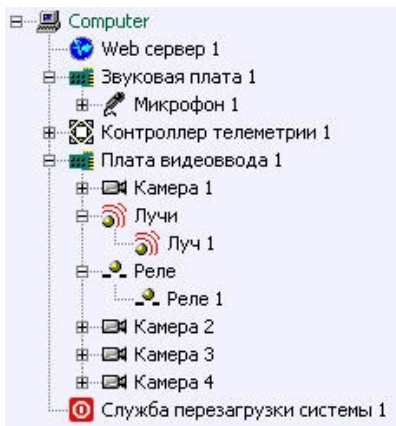 Computer
Web сервер 1
Звуковая плата 1
Микрофон 1
Контроллер телеметрии 1
Плата видеоввода 1
Камера 1
Лучи
Луч 1
Реле
Реле 1
Камера 2
Камера 3
Камера 4
Служба перезагрузки системы 1